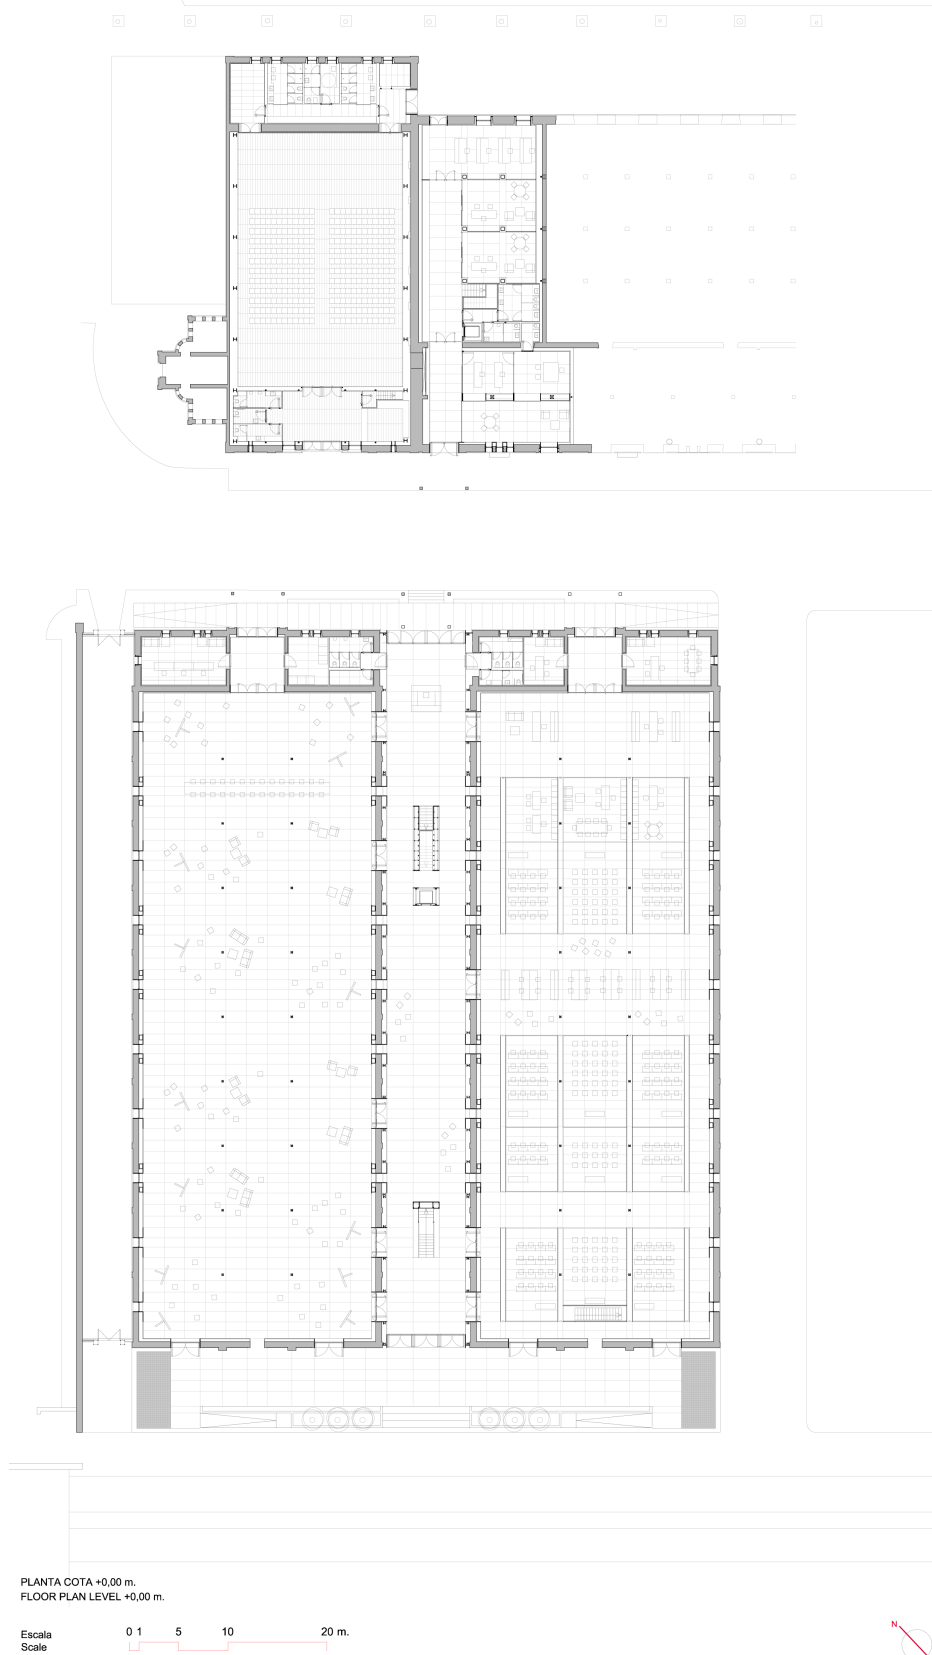 PLANTA COTA +0,00 m.
FLOOR PLAN LEVEL +0,00 m.
Escala
Scale
0 1 5 10 20 m.
N